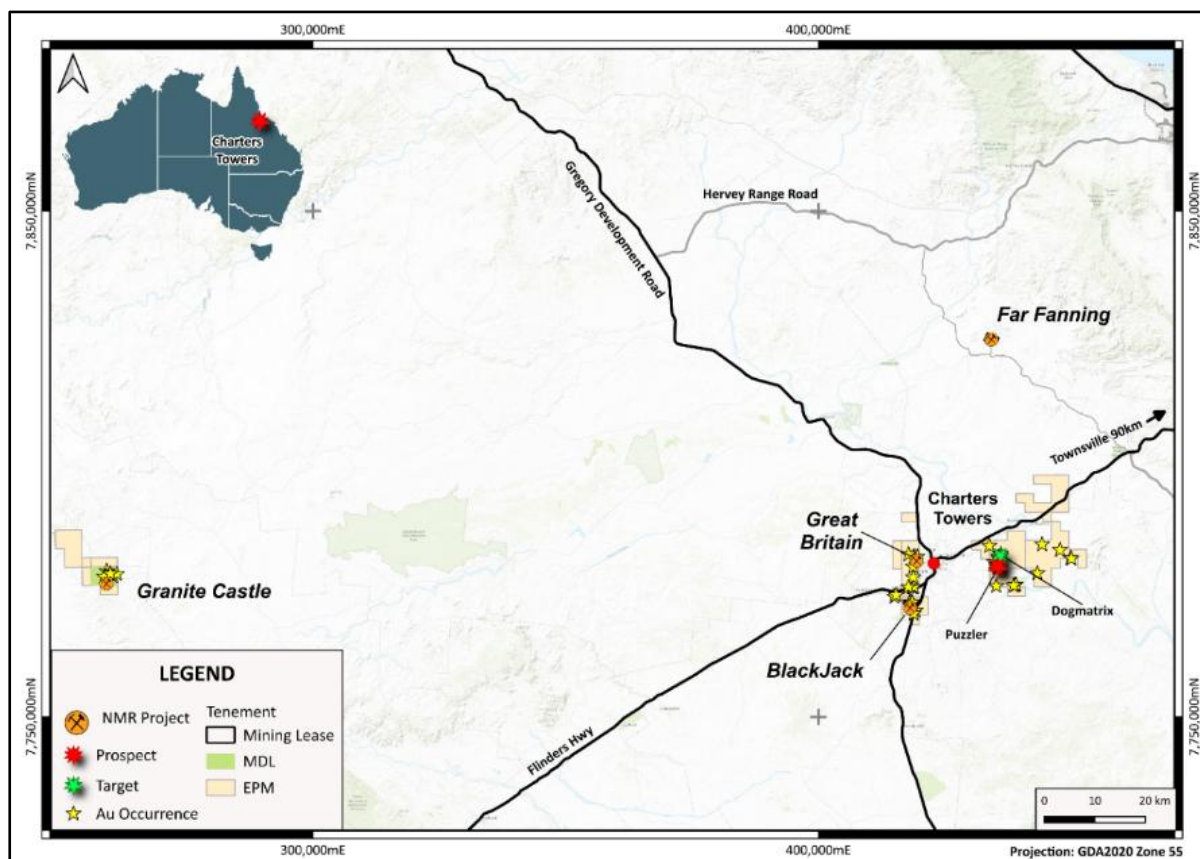 300,000mE
400,000mE
Charters
Towers
7,850,000mN
7,850,000mN
Gregory Development Road
Hervey Range Road
Far Fanning
Townsville 90km
Charters
Towers
Great
Britain
Granite Castle
Dogmatrix
Puzzler
BlackJack
Flinders Hwy
7,750,000mN
7,750,000mN
LEGEND
NMR Project
Prospect
Target
Au Occurrence
Tenement
Mining Lease
MDL
EPM
0 10 20 km
300,000mE
400,000mE
Projection: GDA2020 Zone 55